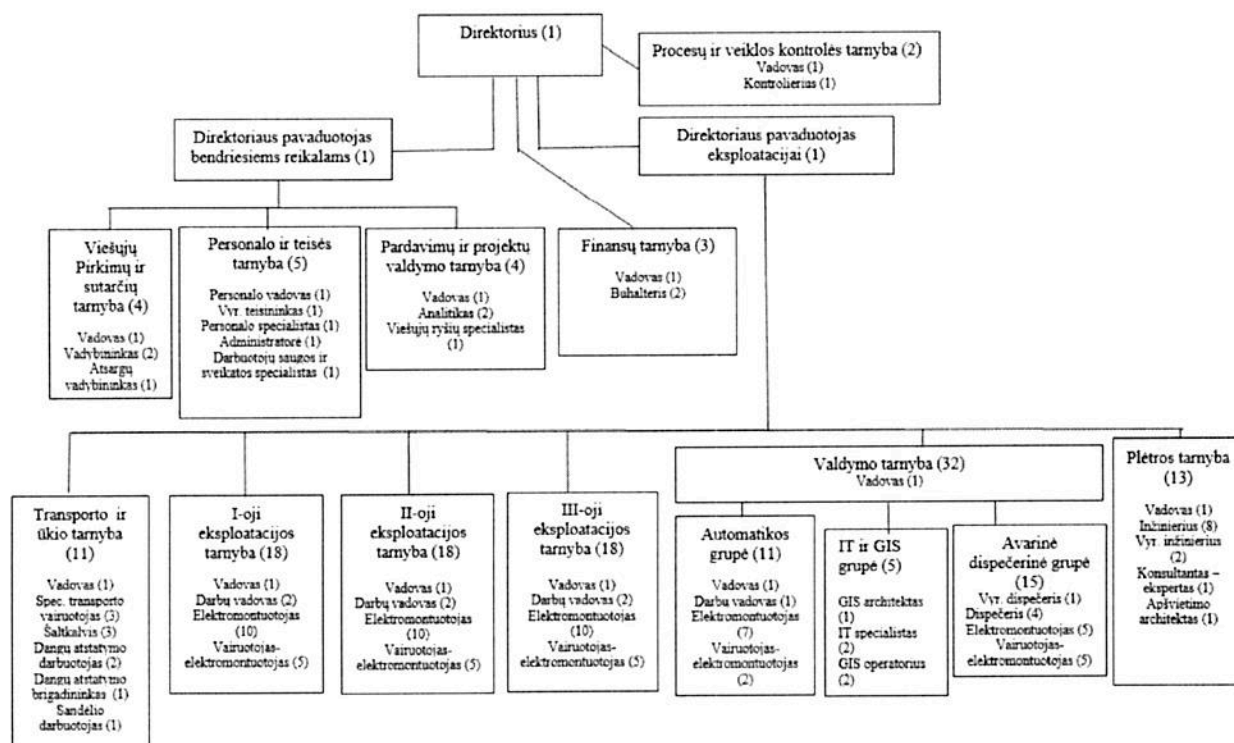 Direktorius (1)
Procesų ir veiklos kontrolės tarnyba (2)
Vadovas (1)
Kontrolierius (1)
Direktoriaus pavaduotojas
bendriesiems reikalams (1)
Direktoriaus pavaduotojas
eksploatacijai (1)
Viešųjų
Pirkimų ir
sutarčių
tarnyba (4)
Vadovas (1)
Vadybininkas (2)
Atsargų
vadybininkas (1)
Personalo ir teisės
tarnyba (5)
Personalo vadovas (1)
Vyr. teisininkas (1)
Personalo specialistas (1)
Administratorė (1)
Darbuotojų saugos ir
sveikatos specialistas (1)
Pardavimų ir projektų
valdymo tarnyba (4)
Vadovas (1)
Analitikas (2)
Viešųjų ryšių specialistas
(1)
Finansų tarnyba (3)
Vadovas (1)
Buhalteris (2)
Transporto ir
ūkio tarnyba
(11)
Vadovas (1)
Spec. transporto
vairuotojas (3)
Šaltkalvis (3)
Dangų atstatymo
darbuotojas (2)
Dangų atstatymo
brigadininkas (1)
Sandėlio
darbuotojas (1)
I-oji
eksploatacijos
tarnyba (18)
Vadovas (1)
Darbų vadovas (2)
Elektromontuotojas
(10)
Vairuotojas-
elektromontuotojas (5)
II-oji
eksploatacijos
tarnyba (18)
Vadovas (1)
Darbų vadovas (2)
Elektromontuotojas
(10)
Vairuotojas-
elektromontuotojas (5)
III-oji
eksploatacijos
tarnyba (18)
Vadovas (1)
Darbų vadovas (2)
Elektromontuotojas
(10)
Vairuotojas-
elektromontuotojas (5)
Valdymo tarnyba (32)
Vadovas (1)
Automatikos
grupė (11)
Vadovas (1)
Darbų vadovas (1)
Elektromontuotojas
(7)
Vairuotojas-
elektromontuotojas
(2)
IT ir GIS
grupė (5)
GIS architektas
(1)
IT specialistas
(2)
GIS operatorius
(2)
Avarinė
dispečerinė grupė
(15)
Vyr. dispečeris (1)
Dispečeris (4)
Elektromontuotojas (5)
Vairuotojas-
elektromontuotojas (5)
Plėtros tarnyba
(13)
Vadovas (1)
Inžinierius (8)
Vyr. inžinierius
(2)
Konsultantas –
ekspertas (1)
Apšvietimo
architektas (1)